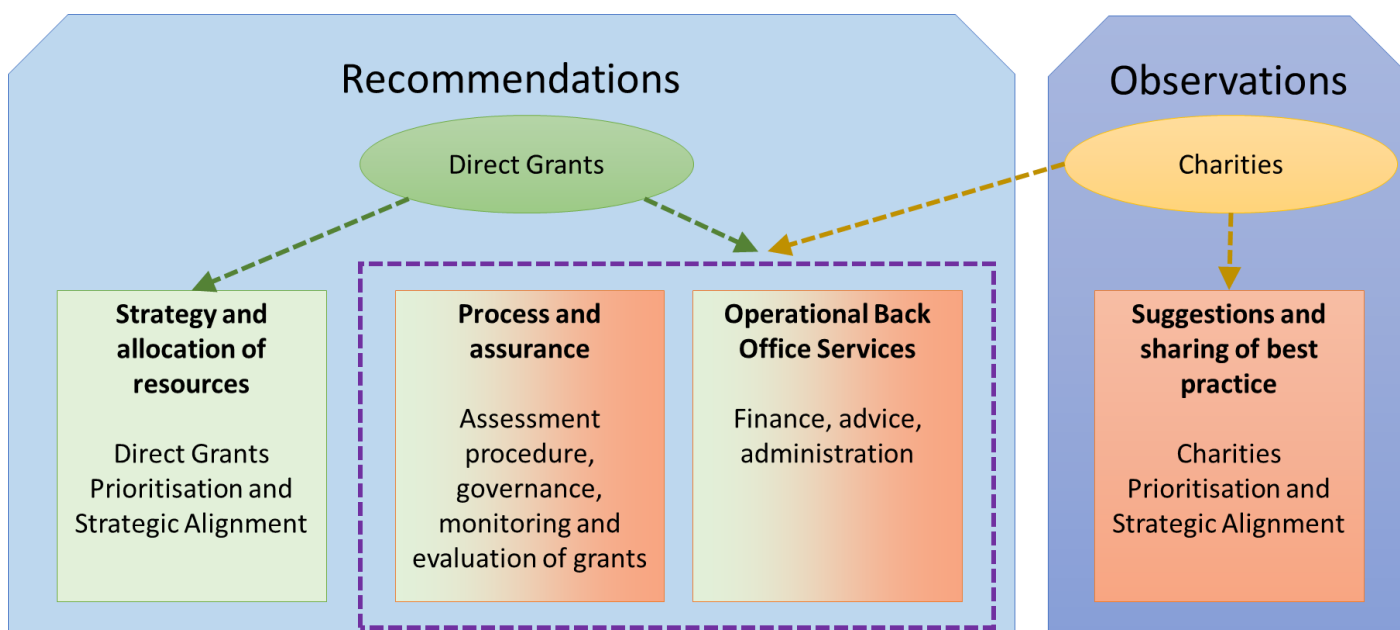 Recommendations
Direct Grants
Strategy and
allocation of
resources
Direct Grants
Prioritisation and
Strategic Alignment
Process and
assurance
Assessment
procedure,
governance,
monitoring and
evaluation of grants
Operational Back
Office Services
Finance, advice,
administration
Observations
Charities
Suggestions and
sharing of best
practice
Charities
Prioritisation and
Strategic Alignment